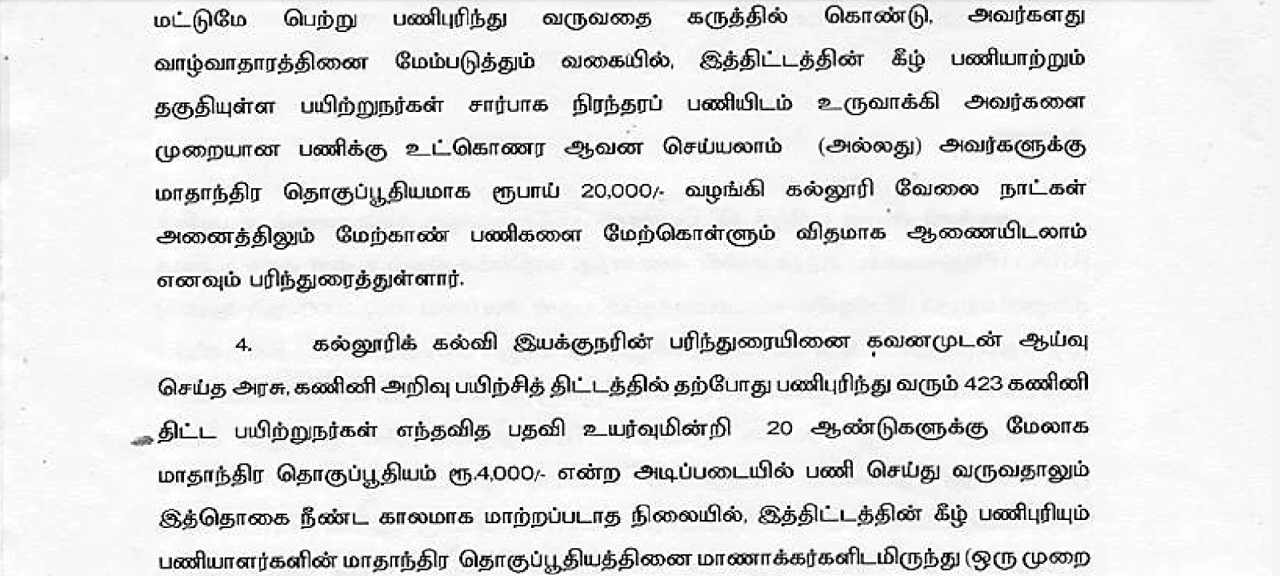 மட்டுமே பெற்று பணிபுரிந்து வருவதை கருத்தில் கொண்டு, அவர்களது
வாழ்வாதாரத்தினை மேம்படுத்தும் வகையில், இத்திட்டத்தின் கீழ் பணியாற்றும்
தகுதியுள்ள பயிற்றுநர்கள் சார்பாக நிரந்தரப் பணியிடம் உருவாக்கி அவர்களை
முறையான பணிக்கு உட்கொணர ஆவன செய்யலாம் (அல்லது) அவர்களுக்கு
மாதாந்திர தொகுப்பூதியமாக ரூபாய் 20,000/- வழங்கி கல்லூரி வேலை நாட்கள்
அனைத்திலும் மேற்காண் பணிகளை மேற்கொள்ளும் விதமாக ஆணையிடலாம்
எனவும் பரிந்துரைத்துள்ளார்.
4. கல்லூரிக் கல்வி இயக்குநரின் பரிந்துரையினை கவனமுடன் ஆய்வு
செய்த அரசு, கணினி அறிவு பயிற்சித் திட்டத்தில் தற்போது பணிபுரிந்து வரும் 423 கணினி
திட்ட பயிற்றுநர்கள் எந்தவித பதவி உயர்வுமின்றி 20 ஆண்டுகளுக்கு மேலாக
மாதாந்திர தொகுப்பூதியம் ரூ.4,000/- என்ற அடிப்படையில் பணி செய்து வருவதாலும்
இத்தொகை நீண்ட காலமாக மாற்றப்படாத நிலையில், இத்திட்டத்தின் கீழ் பணிபுரியும்
பணியாளர்களின் மாதாந்திர தொகுப்பூதியத்தினை மாணாக்கர்களிடமிருந்து (ஒரு முறை